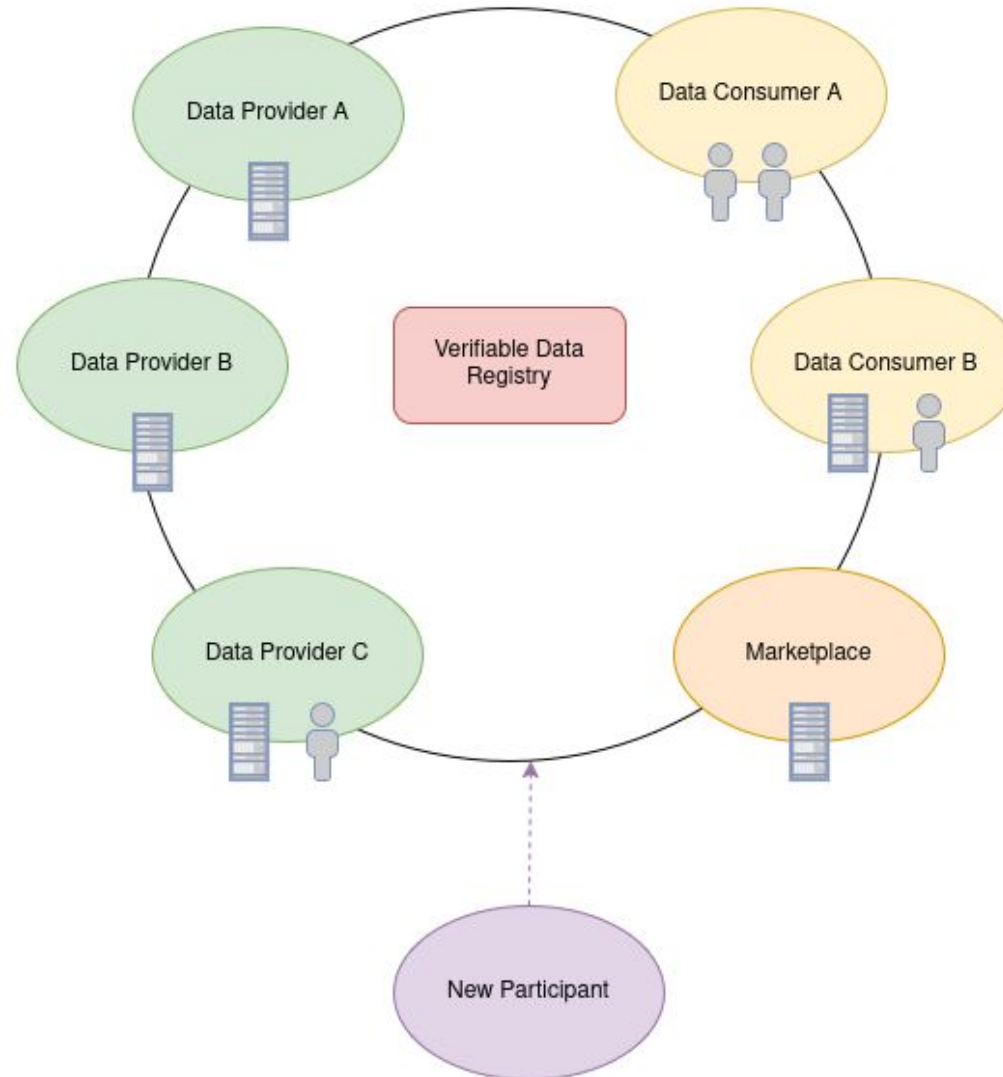 Data Provider A
Data Consumer A
Verifiable Data
Registry
Data Provider B
Data Consumer B
Data Provider C
Marketplace
New Participant